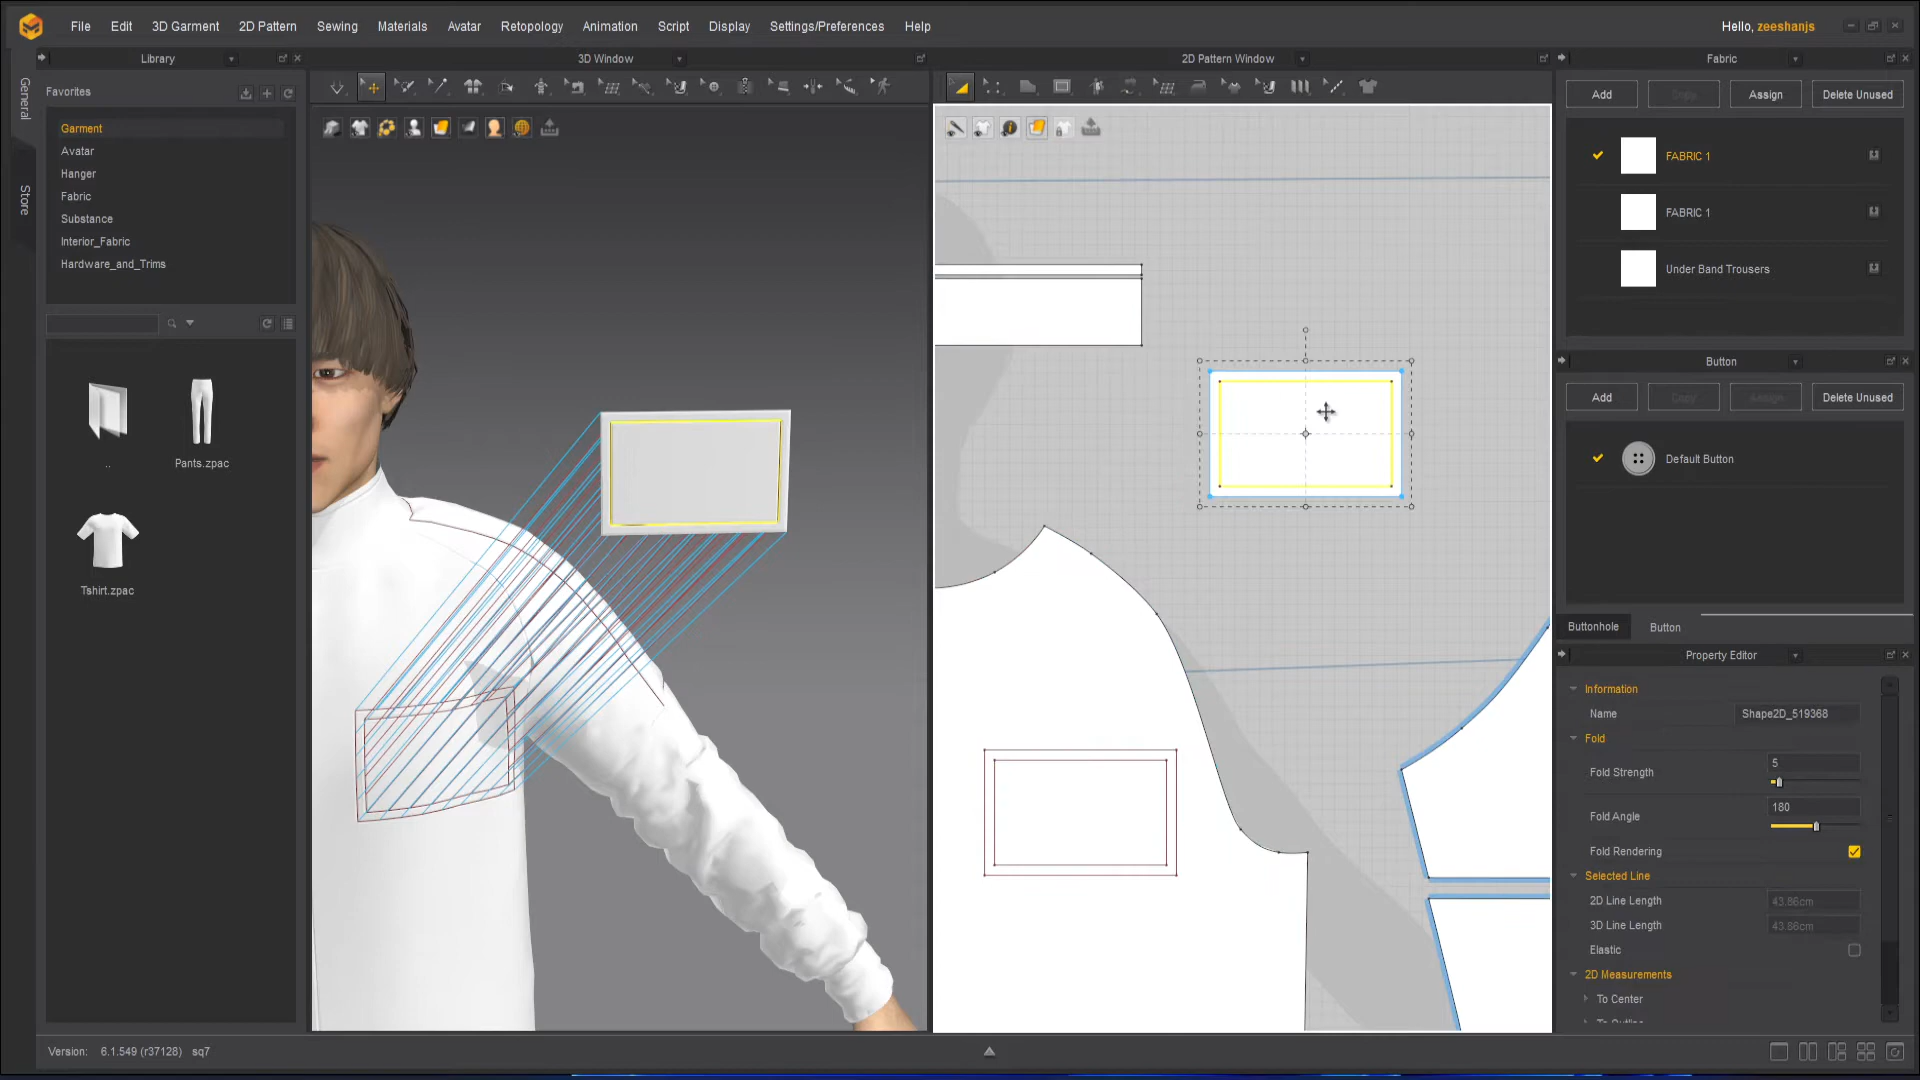 File Edit 3D Garment 2D Pattern Sewing Materials Avatar Retopology Animation Script Display Settings/Preferences Help
Hello, zeeshanjs
Library
3D Window
2D Pattern Window
Fabric
General
Store
Favorites
Garment
Avatar
Hanger
Fabric
Substance
Interior_Fabric
Hardware_and_Trims
..
Pants.zpac
Tshirt.zpac
Add Copy Assign Delete Unused
FABRIC 1
FABRIC 1
Under Band Trousers
Button
Add Copy Assign Delete Unused
Default Button
Buttonhole Button
Property Editor
Information
Name Shape2D_519368
Fold
Fold Strength 5
Fold Angle 180
Fold Rendering
Selected Line
2D Line Length 43.86cm
3D Line Length 43.86cm
Elastic
2D Measurements
To Center
To Outline
Version: 6.1.549 (r37128) sq7